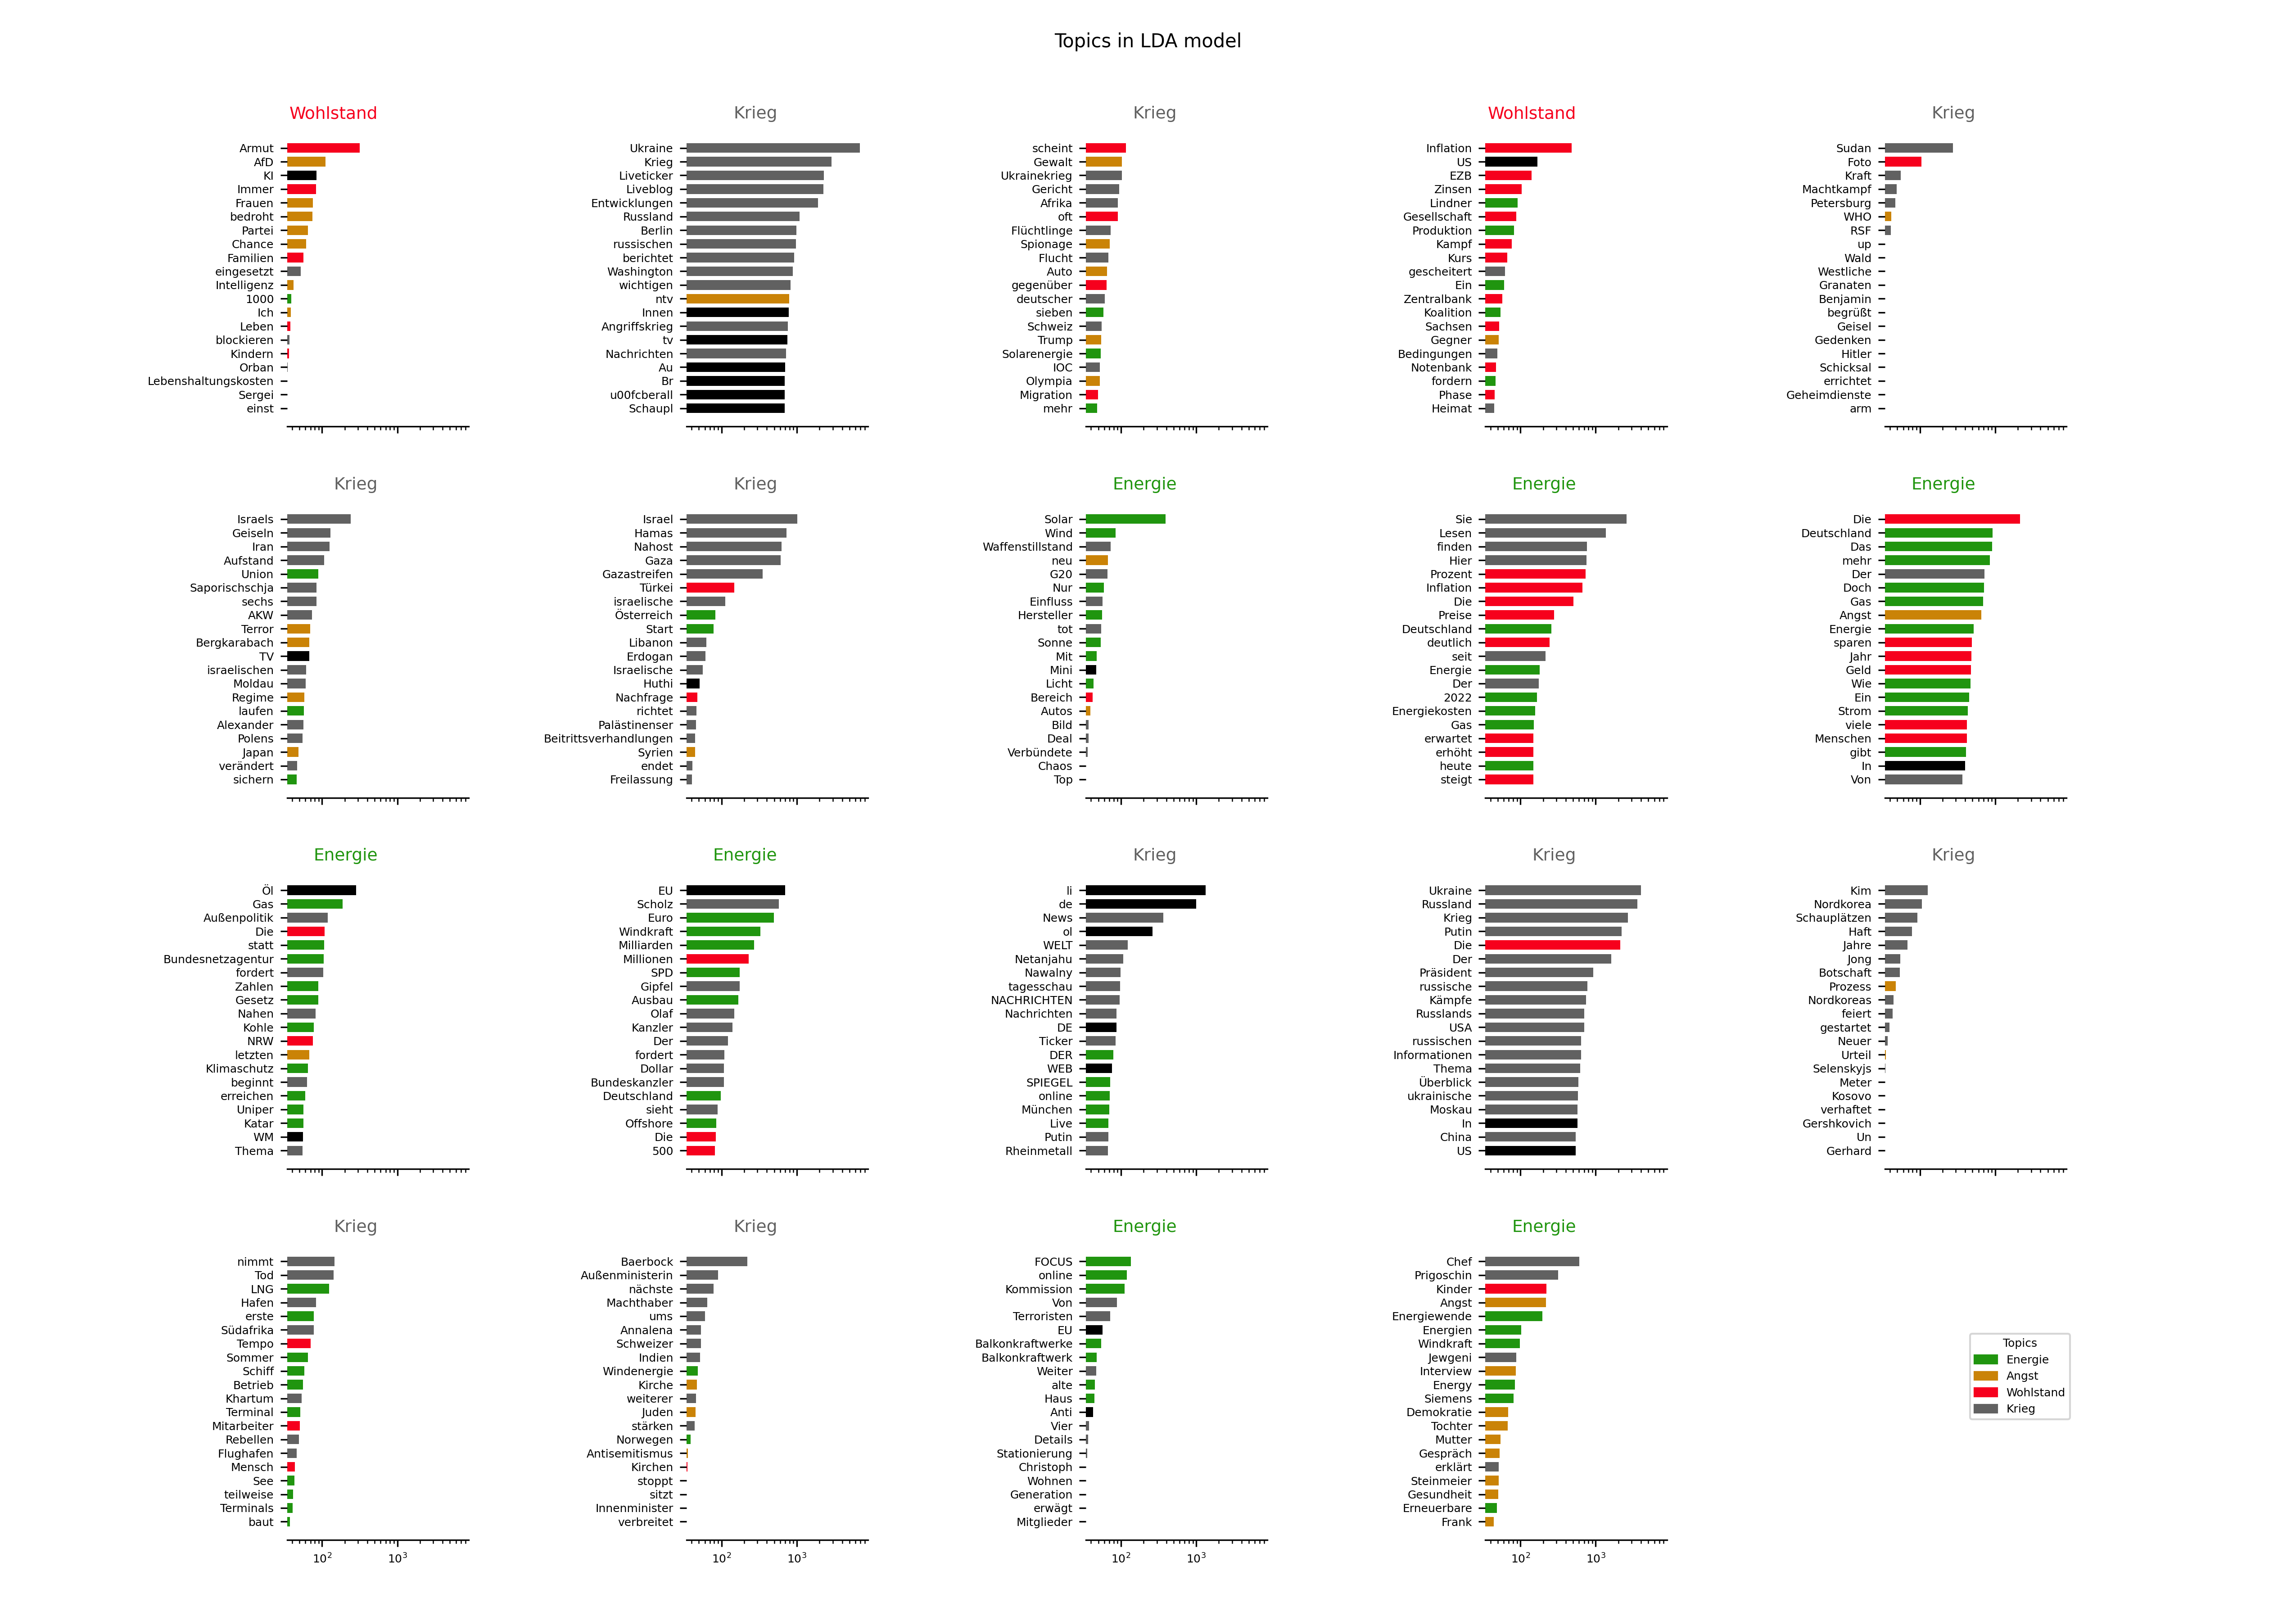 Topics in LDA model
Wohlstand
Armut
AfD
KI
Immer
Frauen
bedroht
Partei
Chance
Familien
eingesetzt
Intelligenz
1000
Ich
Leben
blockieren
Kindern
Orban
Lebenshaltungskosten
Sergei
einst
Krieg
Ukraine
Krieg
Liveticker
Liveblog
Entwicklungen
Russland
Berlin
russischen
berichtet
Washington
wichtigen
ntv
Innen
Angriffskrieg
tv
Nachrichten
Au
Br
u00fcberall
Schaupl
Krieg
scheint
Gewalt
Ukrainekrieg
Gericht
Afrika
oft
Flüchtlinge
Spionage
Flucht
Auto
gegenüber
deutscher
sieben
Schweiz
Trump
Solarenergie
IOC
Olympia
Migration
mehr
Wohlstand
Inflation
US
EZB
Zinsen
Lindner
Gesellschaft
Produktion
Kampf
Kurs
gescheitert
Ein
Zentralbank
Koalition
Sachsen
Gegner
Bedingungen
Notenbank
fordern
Phase
Heimat
Krieg
Sudan
Foto
Kraft
Machtkampf
Petersburg
WHO
RSF
up
Wald
Westliche
Granaten
Benjamin
begrüßt
Geisel
Gedenken
Hitler
Schicksal
errichtet
Geheimdienste
arm
Krieg
Israels
Geiseln
Iran
Aufstand
Union
Saporischschja
sechs
AKW
Terror
Bergkarabach
TV
israelischen
Moldau
Regime
laufen
Alexander
Polens
Japan
verändert
sichern
Krieg
Israel
Hamas
Nahost
Gaza
Gazastreifen
Türkei
israelische
Österreich
Start
Libanon
Erdogan
Israelische
Huthi
Nachfrage
richtet
Palästinenser
Beitrittsverhandlungen
Syrien
endet
Freilassung
Energie
Solar
Wind
Waffenstillstand
neu
G20
Nur
Einfluss
Hersteller
tot
Sonne
Mit
Mini
Licht
Bereich
Autos
Bild
Deal
Verbündete
Chaos
Top
Energie
Sie
Lesen
finden
Hier
Prozent
Inflation
Die
Preise
Deutschland
deutlich
seit
Energie
Der
2022
Energiekosten
Gas
erwartet
erhöht
heute
steigt
Energie
Die
Deutschland
Das
mehr
Der
Doch
Gas
Angst
Energie
sparen
Jahr
Geld
Wie
Ein
Strom
viele
Menschen
gibt
In
Von
Energie
Öl
Gas
Außenpolitik
Die
statt
Bundesnetzagentur
fordert
Zahlen
Gesetz
Nahen
Kohle
NRW
letzten
Klimaschutz
beginnt
erreichen
Uniper
Katar
WM
Thema
Energie
EU
Scholz
Euro
Windkraft
Milliarden
Millionen
SPD
Gipfel
Ausbau
Olaf
Kanzler
Der
fordert
Dollar
Bundeskanzler
Deutschland
sieht
Offshore
Die
500
Krieg
li
de
News
ol
WELT
Netanjahu
Nawalny
tagesschau
NACHRICHTEN
Nachrichten
DE
Ticker
DER
WEB
SPIEGEL
online
München
Live
Putin
Rheinmetall
Krieg
Ukraine
Russland
Krieg
Putin
Die
Der
Präsident
russische
Kämpfe
Russlands
USA
russischen
Informationen
Thema
Überblick
ukrainische
Moskau
In
China
US
Krieg
Kim
Nordkorea
Schauplätzen
Haft
Jahre
Jong
Botschaft
Prozess
Nordkoreas
feiert
gestartet
Neuer
Urteil
Selenskyjs
Meter
Kosovo
verhaftet
Gershkovich
Un
Gerhard
Krieg
nimmt
Tod
LNG
Hafen
erste
Südafrika
Tempo
Sommer
Schiff
Betrieb
Khartum
Terminal
Mitarbeiter
Rebellen
Flughafen
Mensch
See
teilweise
Terminals
baut
10² 10³
Krieg
Baerbock
Außenministerin
nächste
Machthaber
ums
Annalena
Schweizer
Indien
Windenergie
Kirche
weiterer
Juden
stärken
Norwegen
Antisemitismus
Kirchen
stoppt
sitzt
Innenminister
verbreitet
10² 10³
Energie
FOCUS
online
Kommission
Von
Terroristen
EU
Balkonkraftwerke
Balkonkraftwerk
Weiter
alte
Haus
Anti
Vier
Details
Stationierung
Christoph
Wohnen
Generation
erwägt
Mitglieder
10² 10³
Energie
Chef
Prigoschin
Kinder
Angst
Energiewende
Energien
Windkraft
Jewgeni
Interview
Energy
Siemens
Demokratie
Tochter
Mutter
Gespräch
erklärt
Steinmeier
Gesundheit
Erneuerbare
Frank
10² 10³
Topics
Energie
Angst
Wohlstand
Krieg